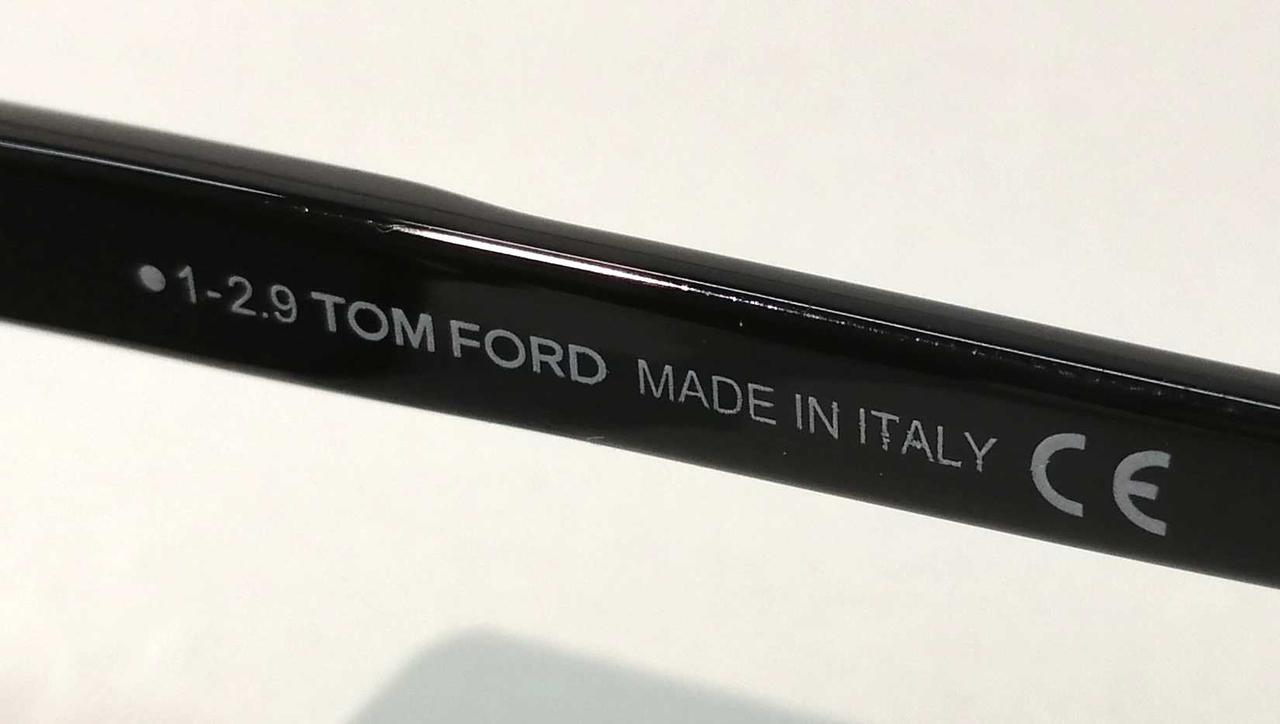 ●1-2.9 TOM FORD MADE IN ITALY CE